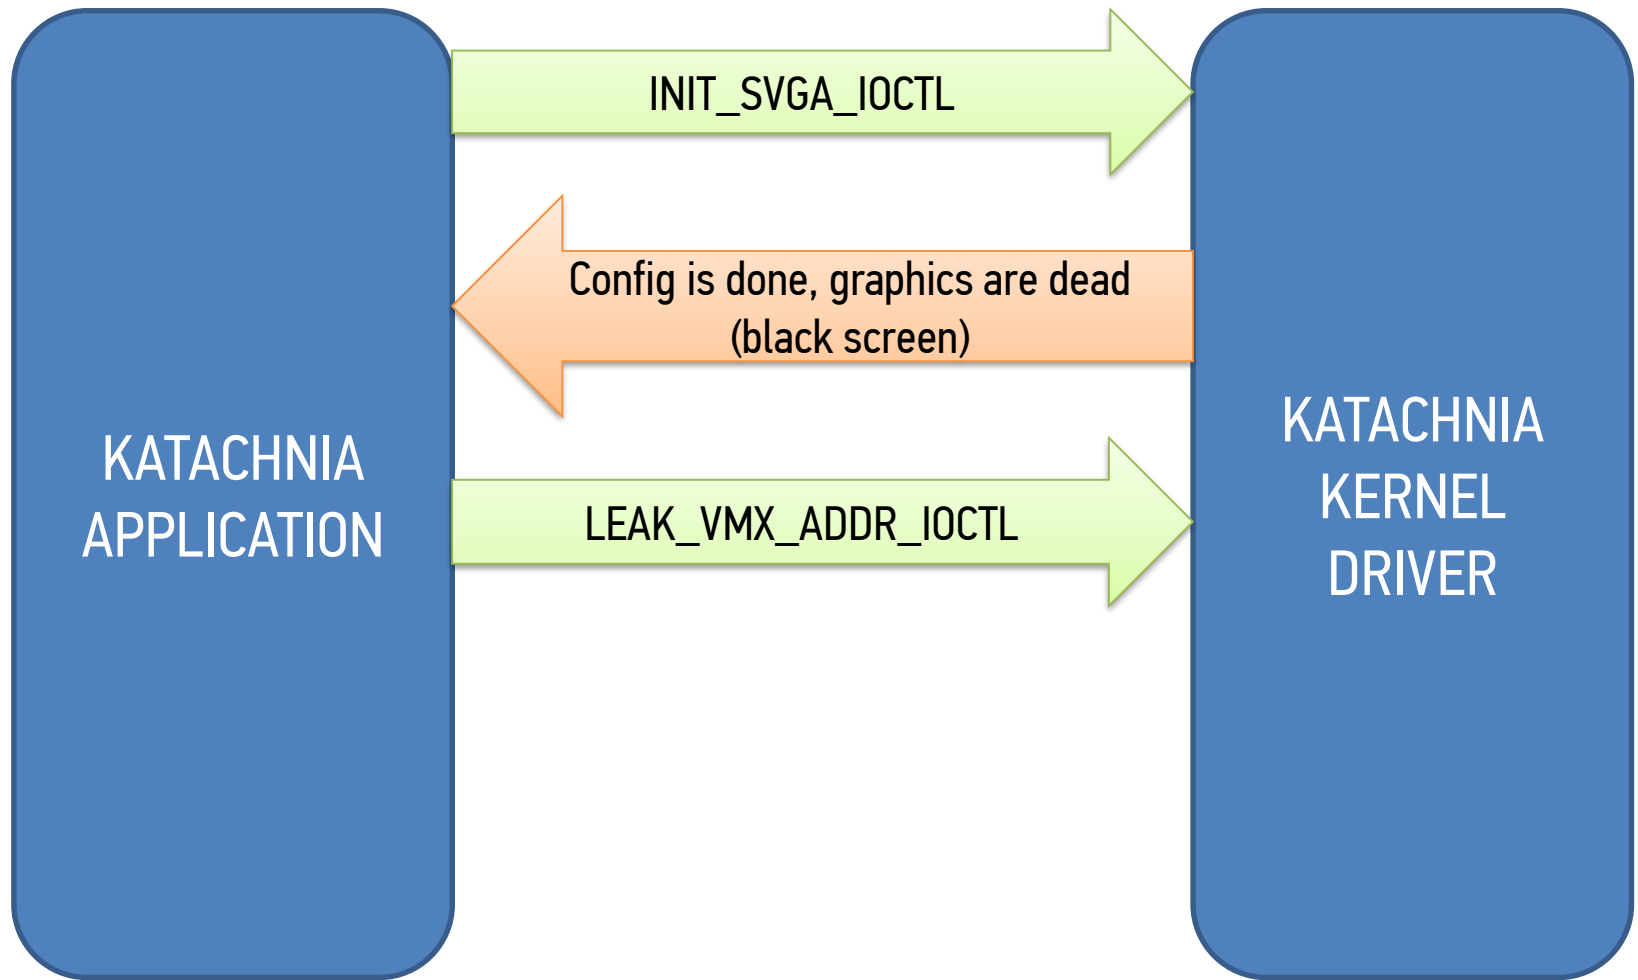 INIT_SVGA_IOCTL
Config is done, graphics are dead
(black screen)
KATACHNIA
APPLICATION
LEAK_VMX_ADDR_IOCTL
KATACHNIA
KERNEL
DRIVER